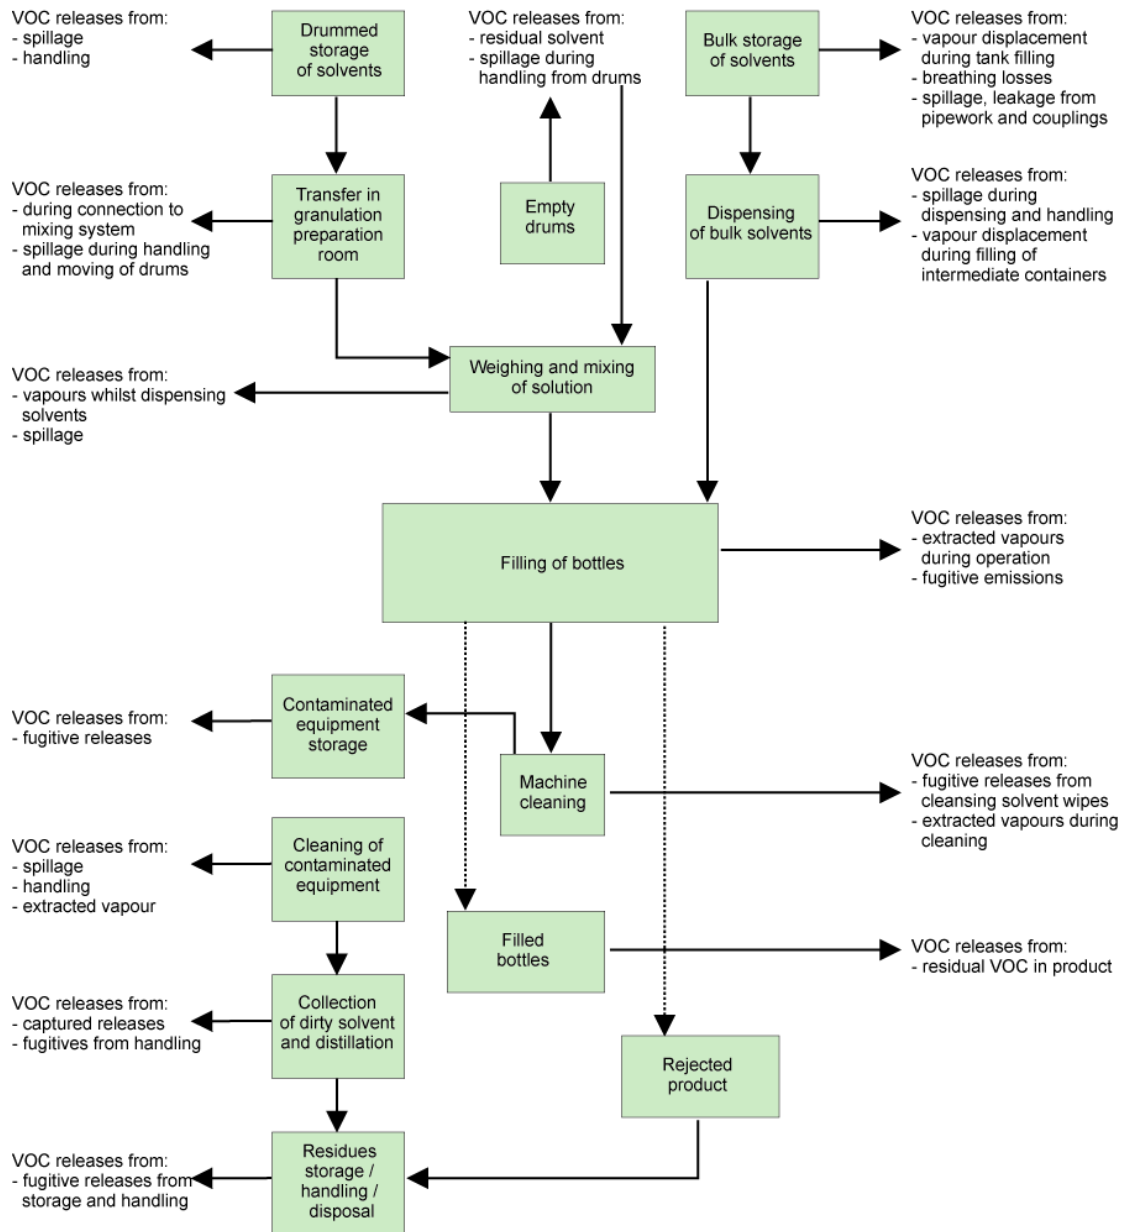 VOC releases from:
- spillage
- handling
Drummed
storage
of solvents
VOC releases from:
- residual solvent
- spillage during
handling from drums
Bulk storage
of solvents
VOC releases from:
- vapour displacement
during tank filling
- breathing losses
- spillage, leakage from
pipework and couplings
VOC releases from:
- during connection to
mixing system
- spillage during handling
and moving of drums
Transfer in
granulation
preparation
room
Empty
drums
Dispensing
of bulk solvents
VOC releases from:
- spillage during
dispensing and handling
- vapour displacement
during filling of
intermediate containers
VOC releases from:
- vapours whilst dispensing
solvents
- spillage
Weighing and mixing
of solution
Filling of bottles
VOC releases from:
- extracted vapours
during operation
- fugitive emissions
VOC releases from:
- fugitive releases
Contaminated
equipment
storage
Machine
cleaning
VOC releases from:
- fugitive releases from
cleansing solvent wipes
- extracted vapours during
cleaning
VOC releases from:
- spillage
- handling
- extracted vapour
Cleaning of
contaminated
equipment
Filled
bottles
VOC releases from:
- residual VOC in product
VOC releases from:
- captured releases
- fugitives from handling
Collection
of dirty solvent
and distillation
Rejected
product
VOC releases from:
- fugitive releases from
storage and handling
Residues
storage /
handling /
disposal